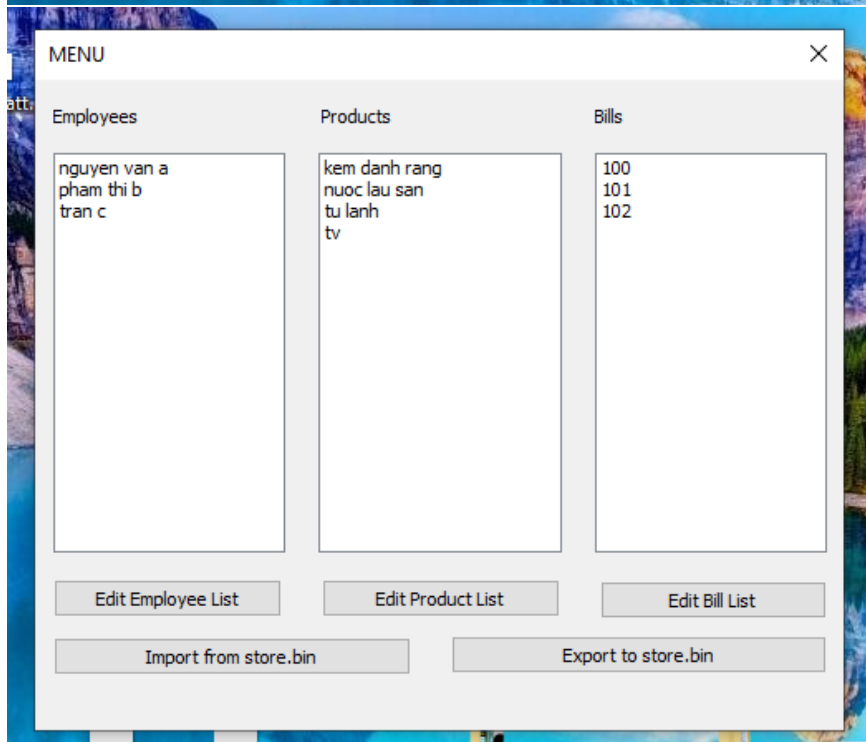 MENU
att.
Employees
Products
Bills
nguyen van a
pham thi b
tran c
kem danh rang
nuoc lau san
tu lanh
tv
100
101
102
Edit Employee List
Edit Product List
Edit Bill List
Import from store.bin
Export to store.bin